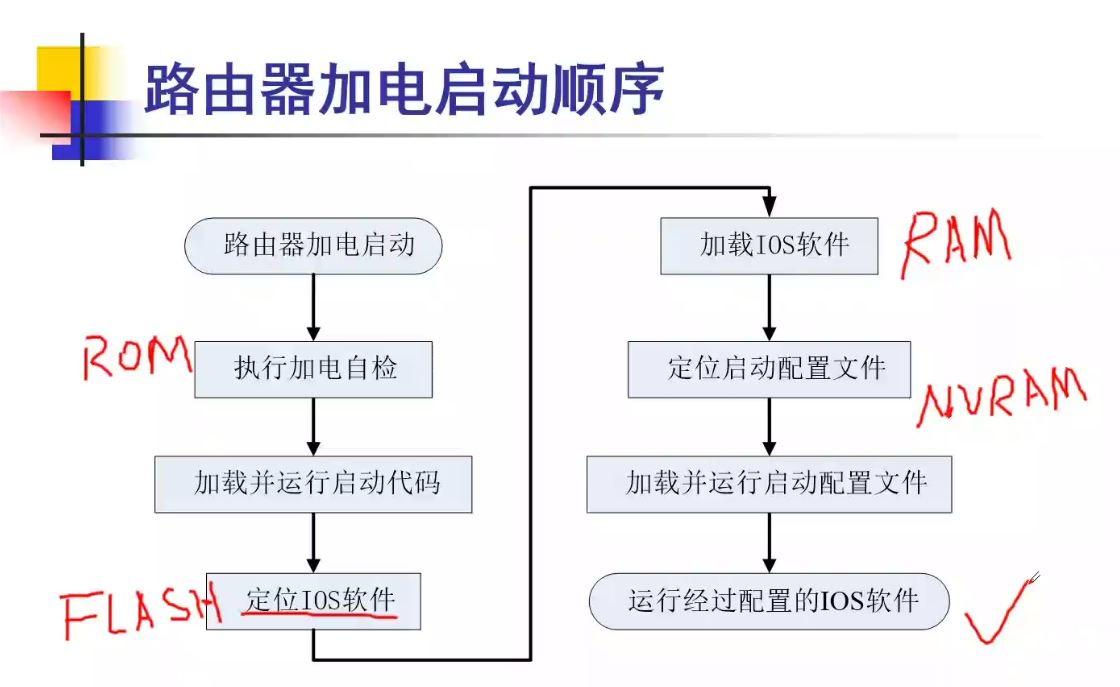 路由器加电启动顺序
路由器加电启动
ROM
执行加电自检
加载并运行启动代码
FLASH
定位IOS软件
加载IOS软件
RAM
定位启动配置文件
NVRAM
加载并运行启动配置文件
运行经过配置的IOS软件